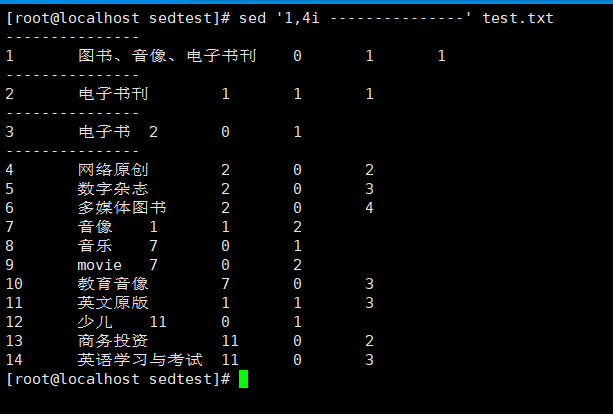 [root@localhost sedtest]# sed '1,4i ---------------' test.txt
---------------
1 图书、音像、电子书刊 0 1 1
---------------
2 电子书刊 1 1 1
---------------
3 电子书 2 0 1
---------------
4 网络原创 2 0 2
5 数字杂志 2 0 3
6 多媒体图书 2 0 4
7 音像 1 1 2
8 音乐 7 0 1
9 movie 7 0 2
10 教育音像 7 0 3
11 英文原版 1 1 3
12 少儿 11 0 1
13 商务投资 11 0 2
14 英语学习与考试 11 0 3
[root@localhost sedtest]#